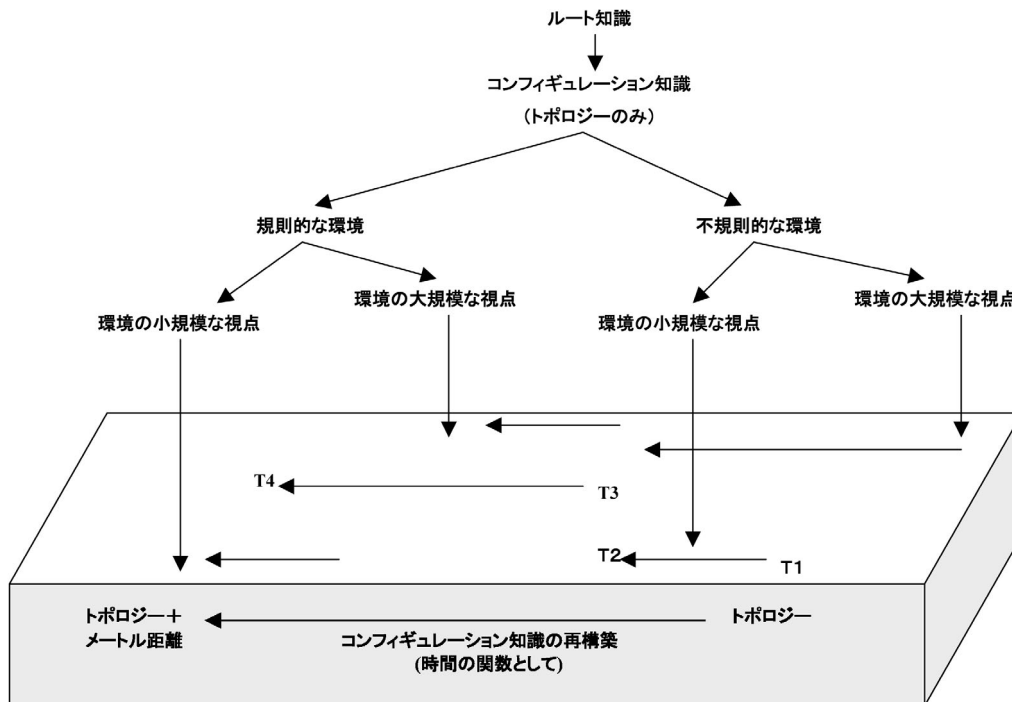 ルート知識
コンフィギュレーション知識
(トポロジーのみ)
規則的な環境
不規則的な環境
環境の大規模な視点
環境の大規模な視点
環境の小規模な視点
環境の小規模な視点
T4
T3
T2
T1
トポロジー＋
メートル距離
トポロジー
コンフィギュレーション知識の再構築
(時間の関数として)